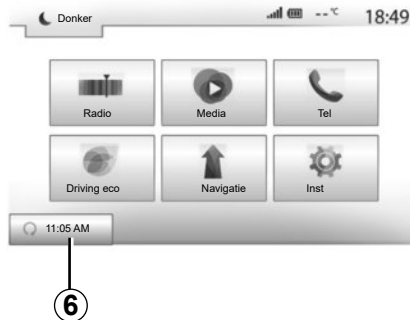 Donker
--°C 18:49
Radio Media Tel
Driving eco Navigatie Inst
11:05 AM
6